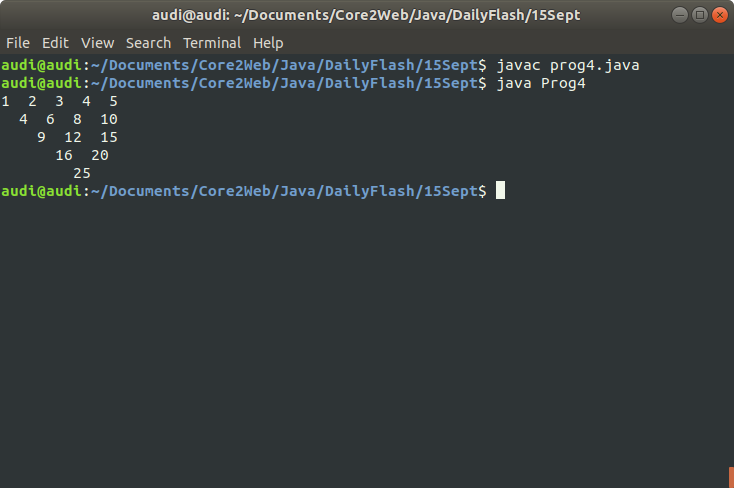 audi@audi: ~/Documents/Core2Web/Java/DailyFlash/15Sept
File Edit View Search Terminal Help
audi@audi:~/Documents/Core2Web/Java/DailyFlash/15Sept$ javac prog4.java
audi@audi:~/Documents/Core2Web/Java/DailyFlash/15Sept$ java Prog4
1  2  3  4  5
  4  6  8  10
    9  12  15
      16  20
        25
audi@audi:~/Documents/Core2Web/Java/DailyFlash/15Sept$